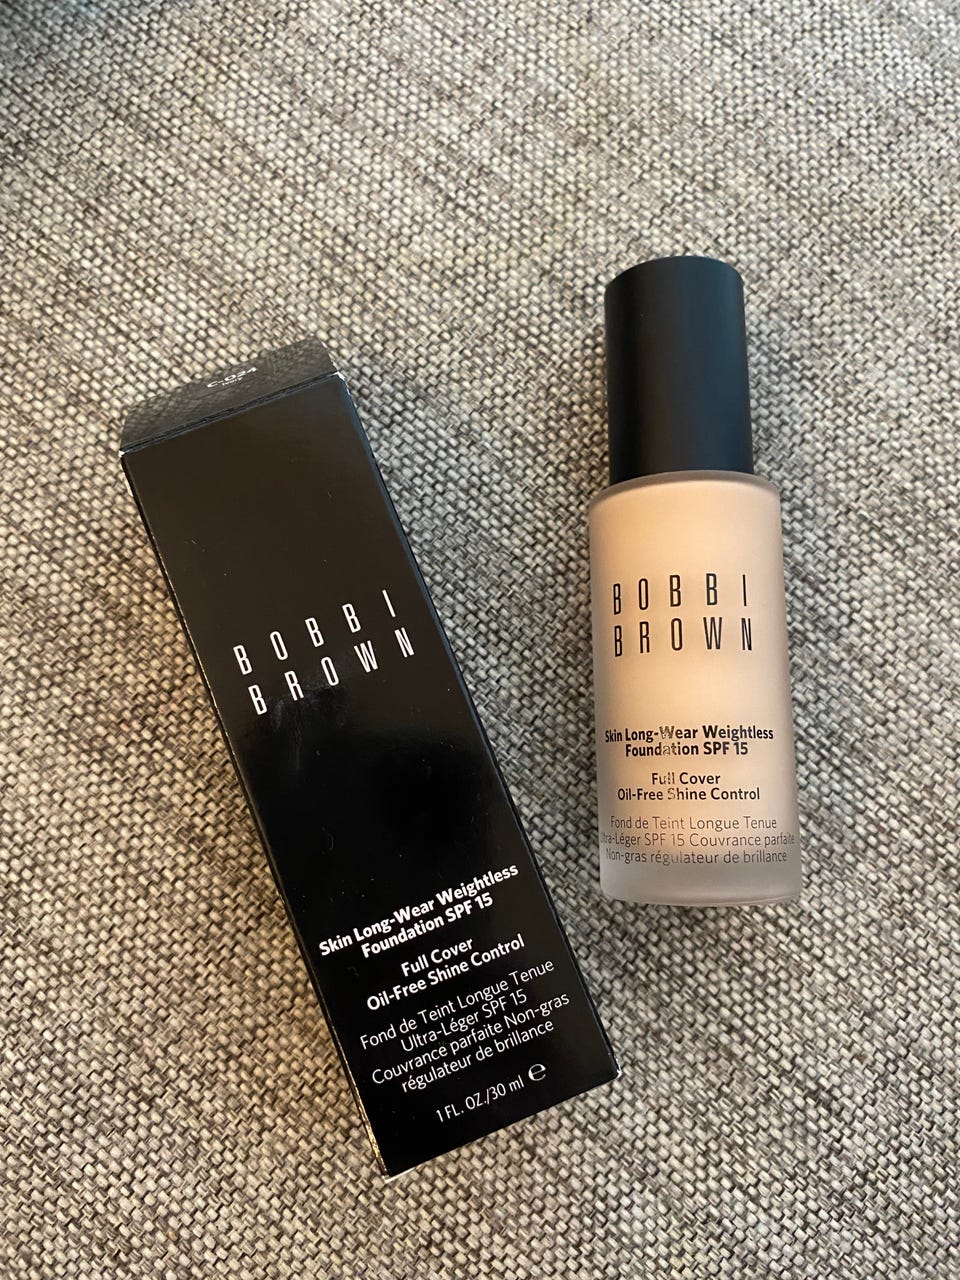 C-024
Ivory
BOBBI
BROWN
Skin Long-Wear Weightless
Foundation SPF 15
Full Cover
Oil-Free Shine Control
Fond de Teint Longue Tenue
Ultra-Léger SPF 15
Couvrance parfaite Non-gras
régulateur de brillance
1 FL. OZ./30 ml ℮
BOBBI
BROWN
Skin Long-Wear Weightless
Foundation SPF 15
Full Cover
Oil-Free Shine Control
Fond de Teint Longue Tenue
ltra-Léger SPF 15 Couvrance parfaite
Non-gras régulateur de brillance